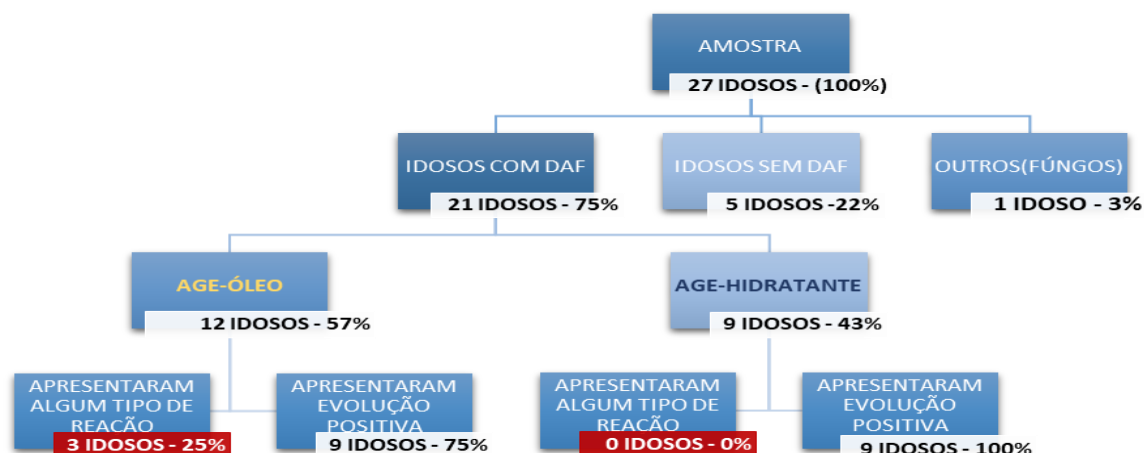 AMOSTRA
27 IDOSOS - (100%)
IDOSOS COM DAF
21 IDOSOS - 75%
IDOSOS SEM DAF
5 IDOSOS -22%
OUTROS(FÚNGOS)
1 IDOSO - 3%
AGE-ÓLEO
12 IDOSOS - 57%
AGE-HIDRATANTE
9 IDOSOS - 43%
APRESENTARAM
ALGUM TIPO DE
REAÇÃO
3 IDOSOS - 25%
APRESENTARAM
EVOLUÇÃO
POSITIVA
9 IDOSOS - 75%
APRESENTARAM
ALGUM TIPO DE
REAÇÃO
0 IDOSOS - 0%
APRESENTARAM
EVOLUÇÃO
POSITIVA
9 IDOSOS - 100%